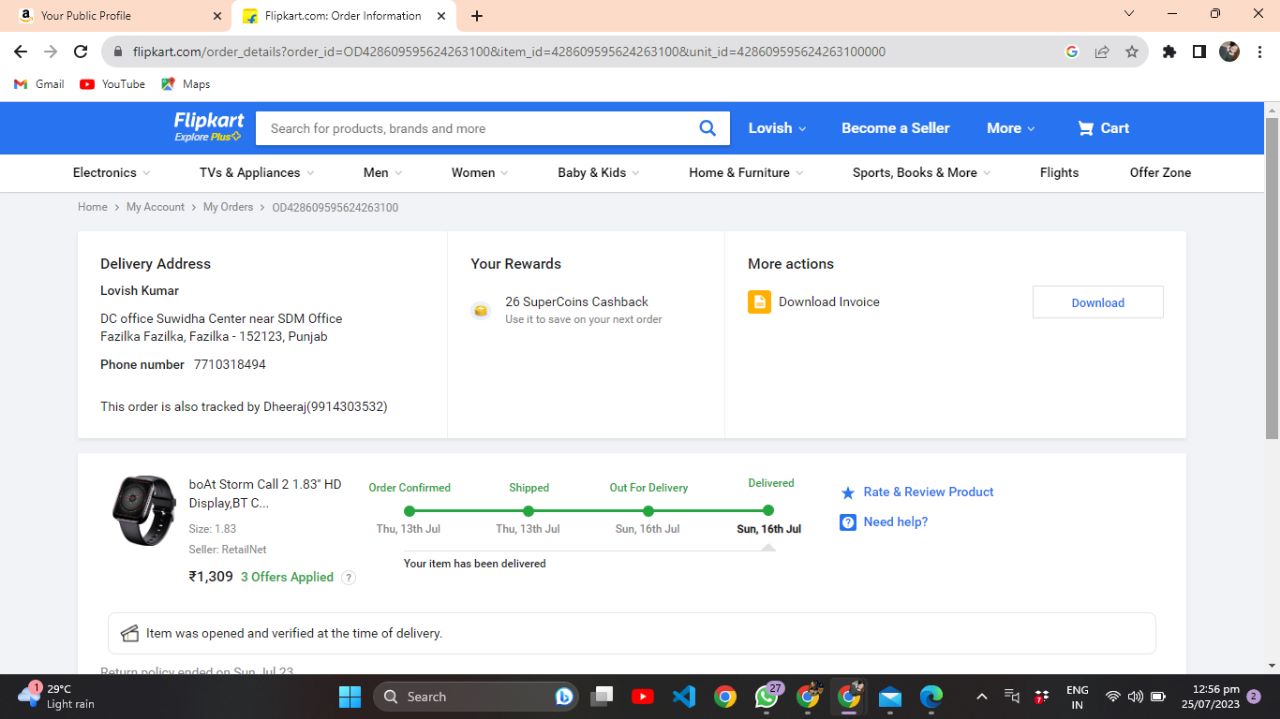 Your Public Profile
Flipkart.com: Order Information
flipkart.com/order_details?order_id=OD428609595624263100&item_id=428609595624263100&unit_id=428609595624263100000
Gmail YouTube Maps
Flipkart
Explore Plus
Search for products, brands and more
Lovish
Become a Seller
More
Cart
Electronics TVs & Appliances Men Women Baby & Kids Home & Furniture Sports, Books & More Flights Offer Zone
Home > My Account > My Orders > OD428609595624263100
Delivery Address
Lovish Kumar
DC office Suwidha Center near SDM Office
Fazilka Fazilka, Fazilka - 152123, Punjab
Phone number 7710318494
This order is also tracked by Dheeraj(9914303532)
Your Rewards
26 SuperCoins Cashback
Use it to save on your next order
More actions
Download Invoice
Download
boAt Storm Call 2 1.83" HD
Display,BT C...
Size: 1.83
Seller: RetailNet
₹1,309 3 Offers Applied ?
Order Confirmed Shipped Out For Delivery Delivered
Thu, 13th Jul Thu, 13th Jul Sun, 16th Jul Sun, 16th Jul
Your item has been delivered
Rate & Review Product
? Need help?
Item was opened and verified at the time of delivery.
Return policy ended on Sun, Jul 23
1
29°C
Light rain
Search
27
7
ENG
IN
12:56 pm
25/07/2023
2